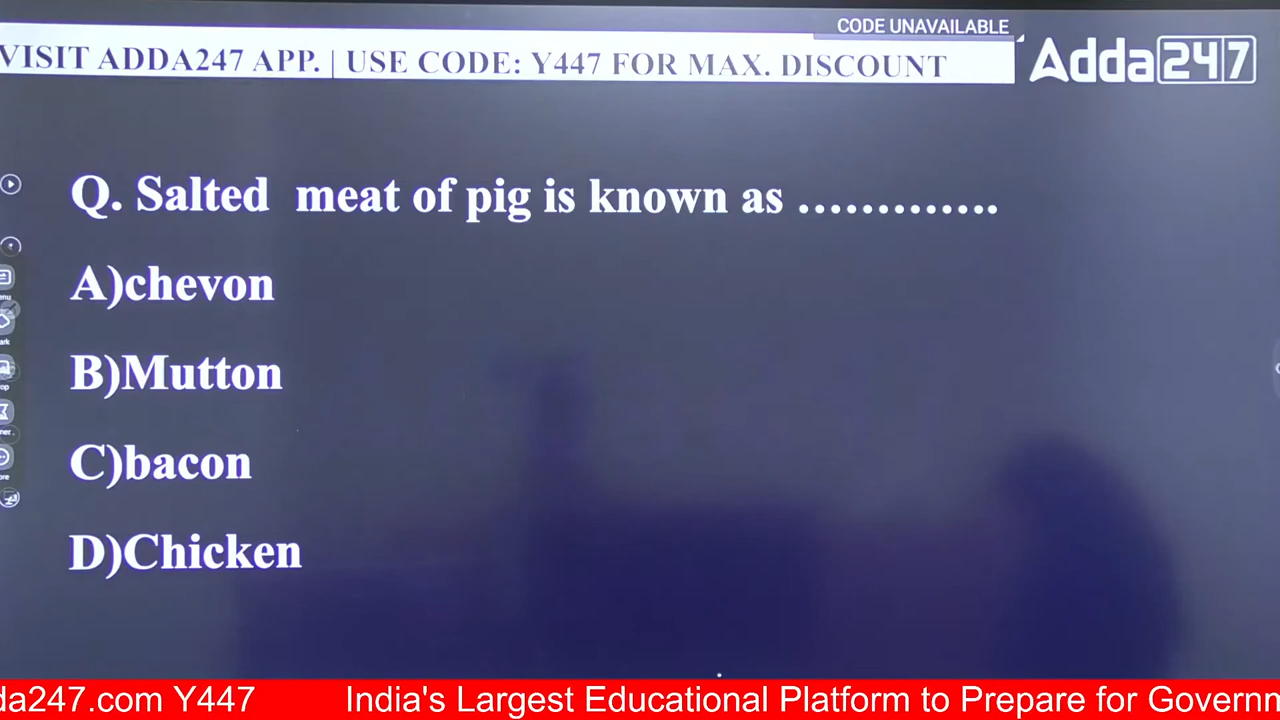 CODE UNAVAILABLE
VISIT ADDA247 APP. | USE CODE: Y447 FOR MAX. DISCOUNT
Adda247
Q. Salted meat of pig is known as .............
A)chevon
B)Mutton
C)bacon
D)Chicken
da247.com Y447 India's Largest Educational Platform to Prepare for Governm